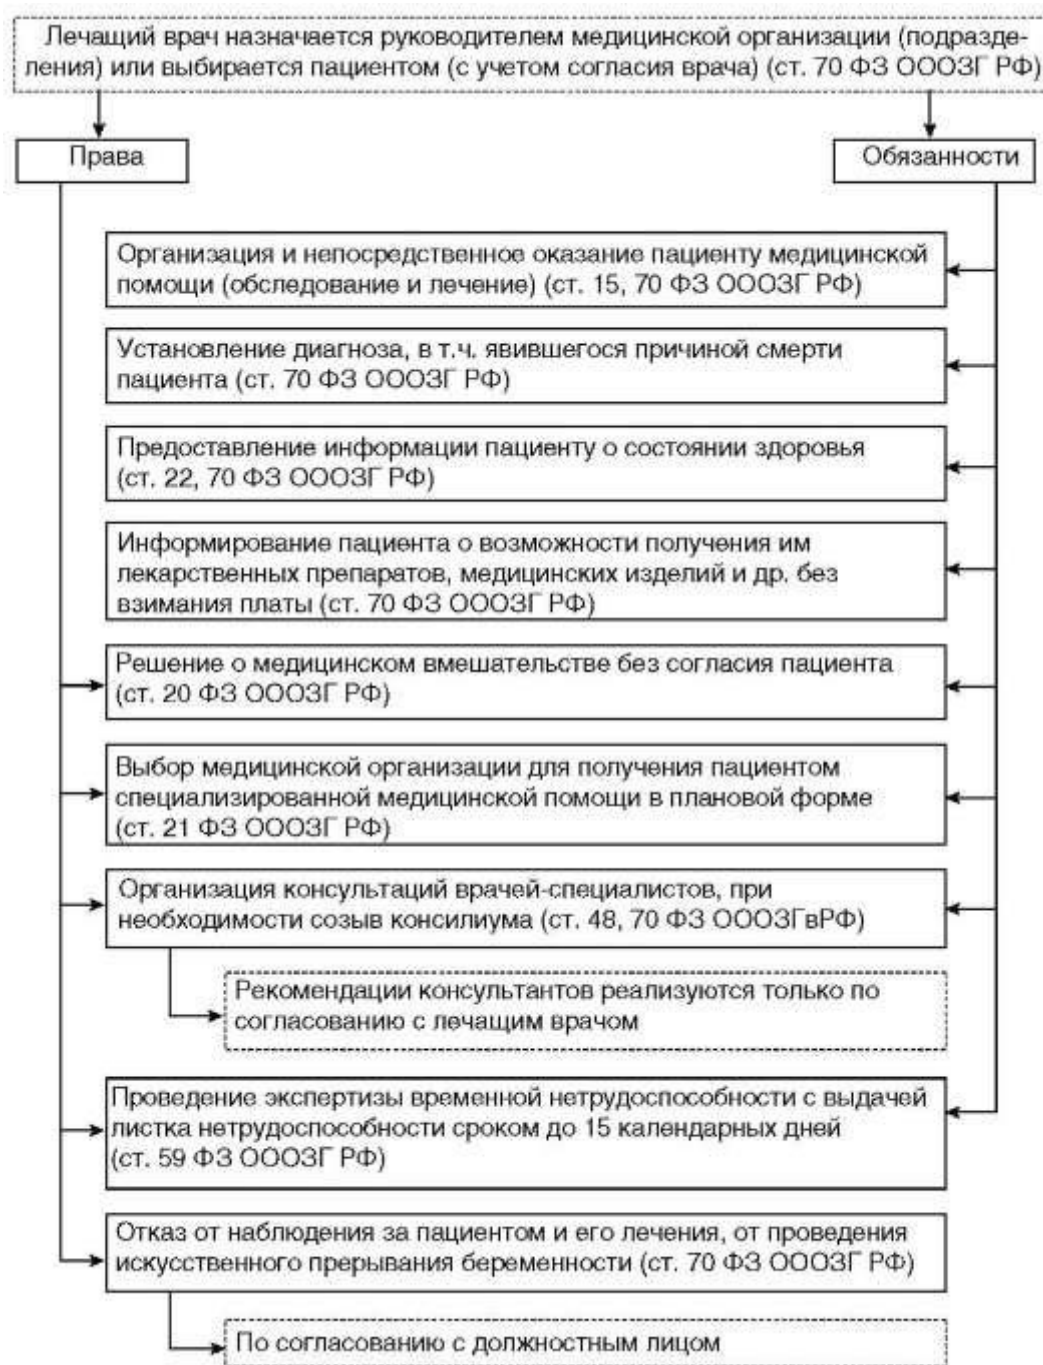 Лечащий врач назначается руководителем медицинской организации (подразде-
ления) или выбирается пациентом (с учетом согласия врача) (ст. 70 ФЗ ОООЗГ РФ)
Права
Обязанности
Организация и непосредственное оказание пациенту медицинской
помощи (обследование и лечение) (ст. 15, 70 ФЗ ОООЗГ РФ)
Установление диагноза, в т.ч. явившегося причиной смерти
пациента (ст. 70 ФЗ ОООЗГ РФ)
Предоставление информации пациенту о состоянии здоровья
(ст. 22, 70 ФЗ ОООЗГ РФ)
Информирование пациента о возможности получения им
лекарственных препаратов, медицинских изделий и др. без
взимания платы (ст. 70 ФЗ ОООЗГ РФ)
Решение о медицинском вмешательстве без согласия пациента
(ст. 20 ФЗ ОООЗГ РФ)
Выбор медицинской организации для получения пациентом
специализированной медицинской помощи в плановой форме
(ст. 21 ФЗ ОООЗГ РФ)
Организация консультаций врачей-специалистов, при
необходимости созыв консилиума (ст. 48, 70 ФЗ ОООЗГвРФ)
Рекомендации консультантов реализуются только по
согласованию с лечащим врачом
Проведение экспертизы временной нетрудоспособности с выдачей
листка нетрудоспособности сроком до 15 календарных дней
(ст. 59 ФЗ ОООЗГ РФ)
Отказ от наблюдения за пациентом и его лечения, от проведения
искусственного прерывания беременности (ст. 70 ФЗ ОООЗГ РФ)
По согласованию с должностным лицом